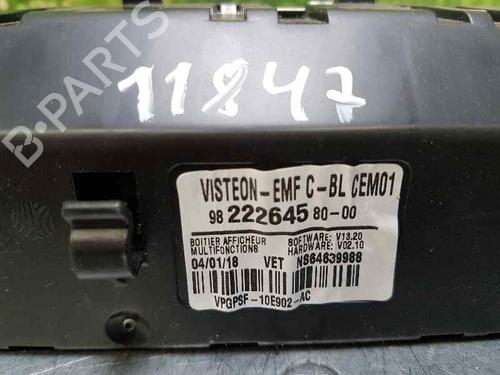 11847
B-PARTS
VISTEON-EMF C-BL CEM01
98 222645 80-00
BOITIER AFFICHEUR
MULTIFONCTIONS
SOFTWARE: V13.20
HARDWARE: V02.10
04/01/18 VET NS64639988
VPGPSF-10E902-AC